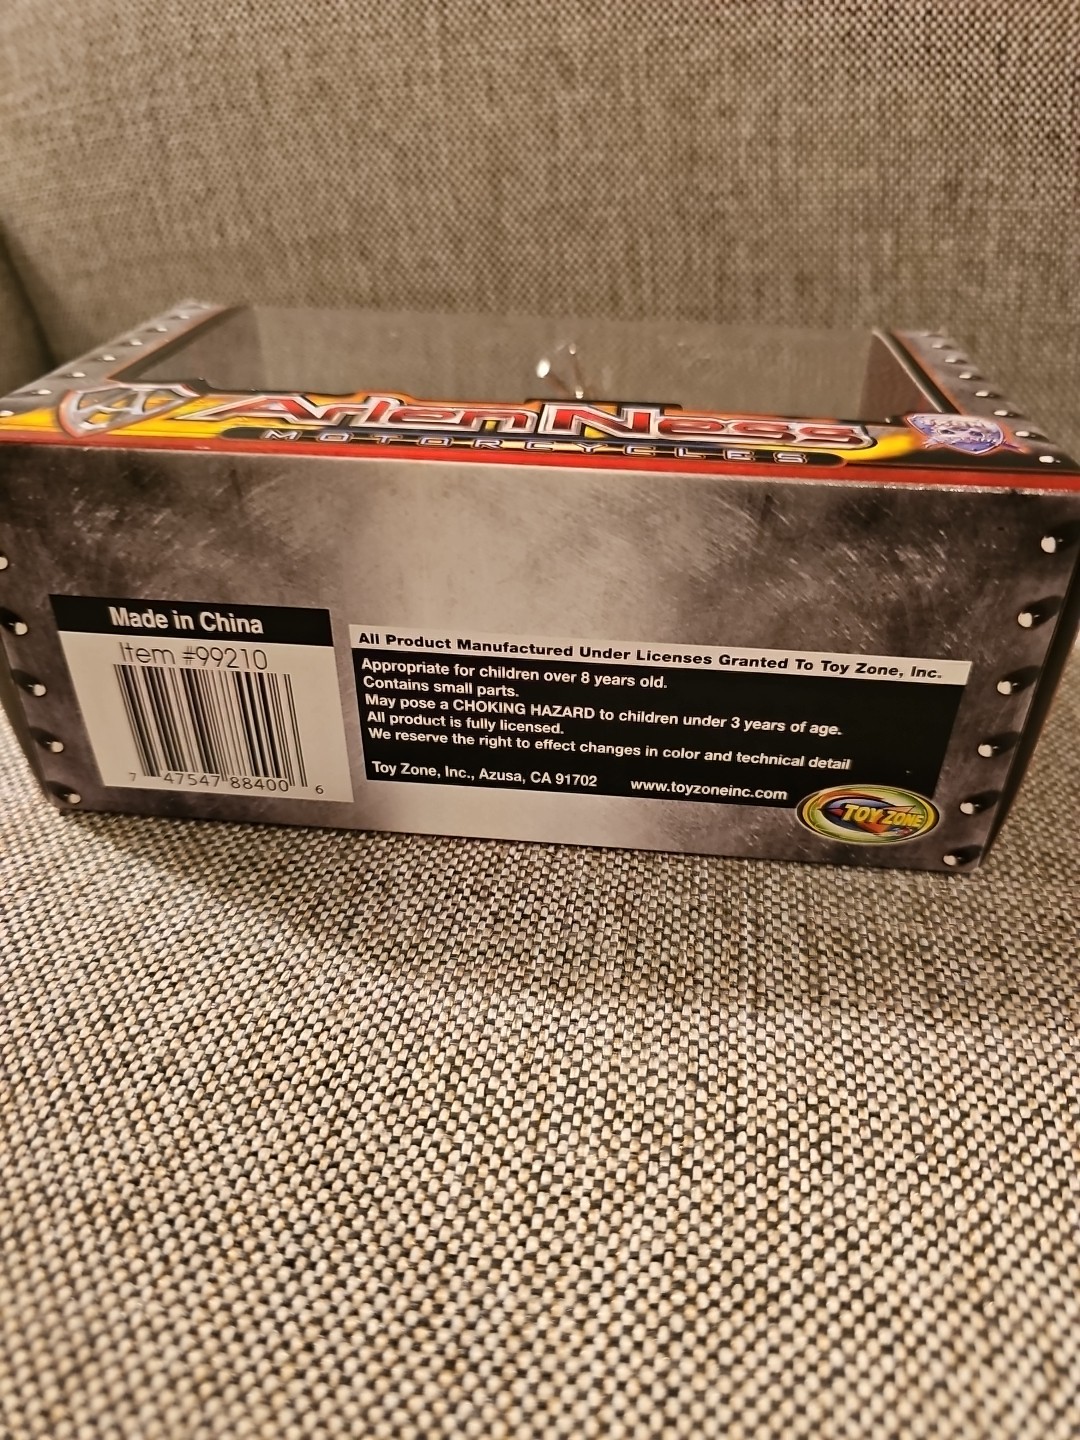 Arlen Ness
MOTORCYCLES
Made in China
Item #99210
7 47547 88400 6
All Product Manufactured Under Licenses Granted To Toy Zone, Inc.
Appropriate for children over 8 years old.
Contains small parts.
May pose a CHOKING HAZARD to children under 3 years of age.
All product is fully licensed.
We reserve the right to effect changes in color and technical detail
Toy Zone, Inc., Azusa, CA 91702 www.toyzoneinc.com
TOY ZONE